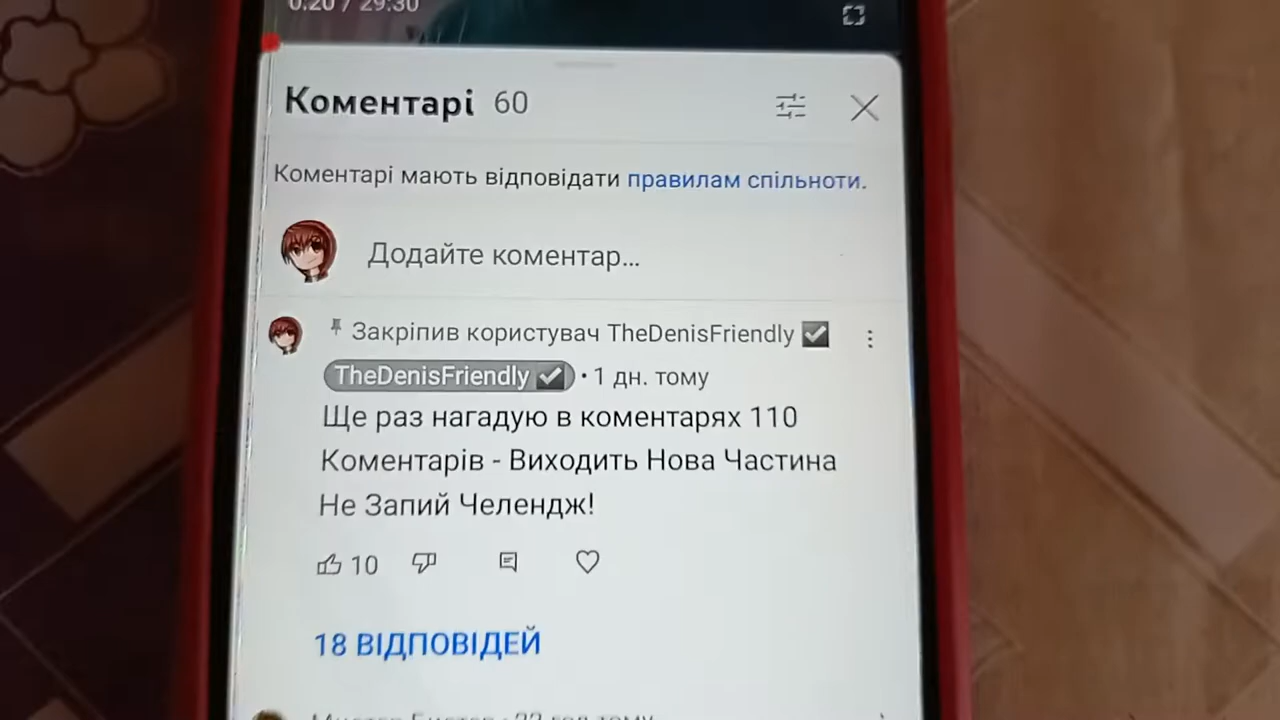 0:20 / 29:30
Коментарі 60
Коментарі мають відповідати правилам спільноти.
Додайте коментар...
Закріпив користувач TheDenisFriendly
TheDenisFriendly • 1 дн. тому
Ще раз нагадую в коментарях 110
Коментарів - Виходить Нова Частина
Не Запий Челендж!
10
18 ВІДПОВІДЕЙ